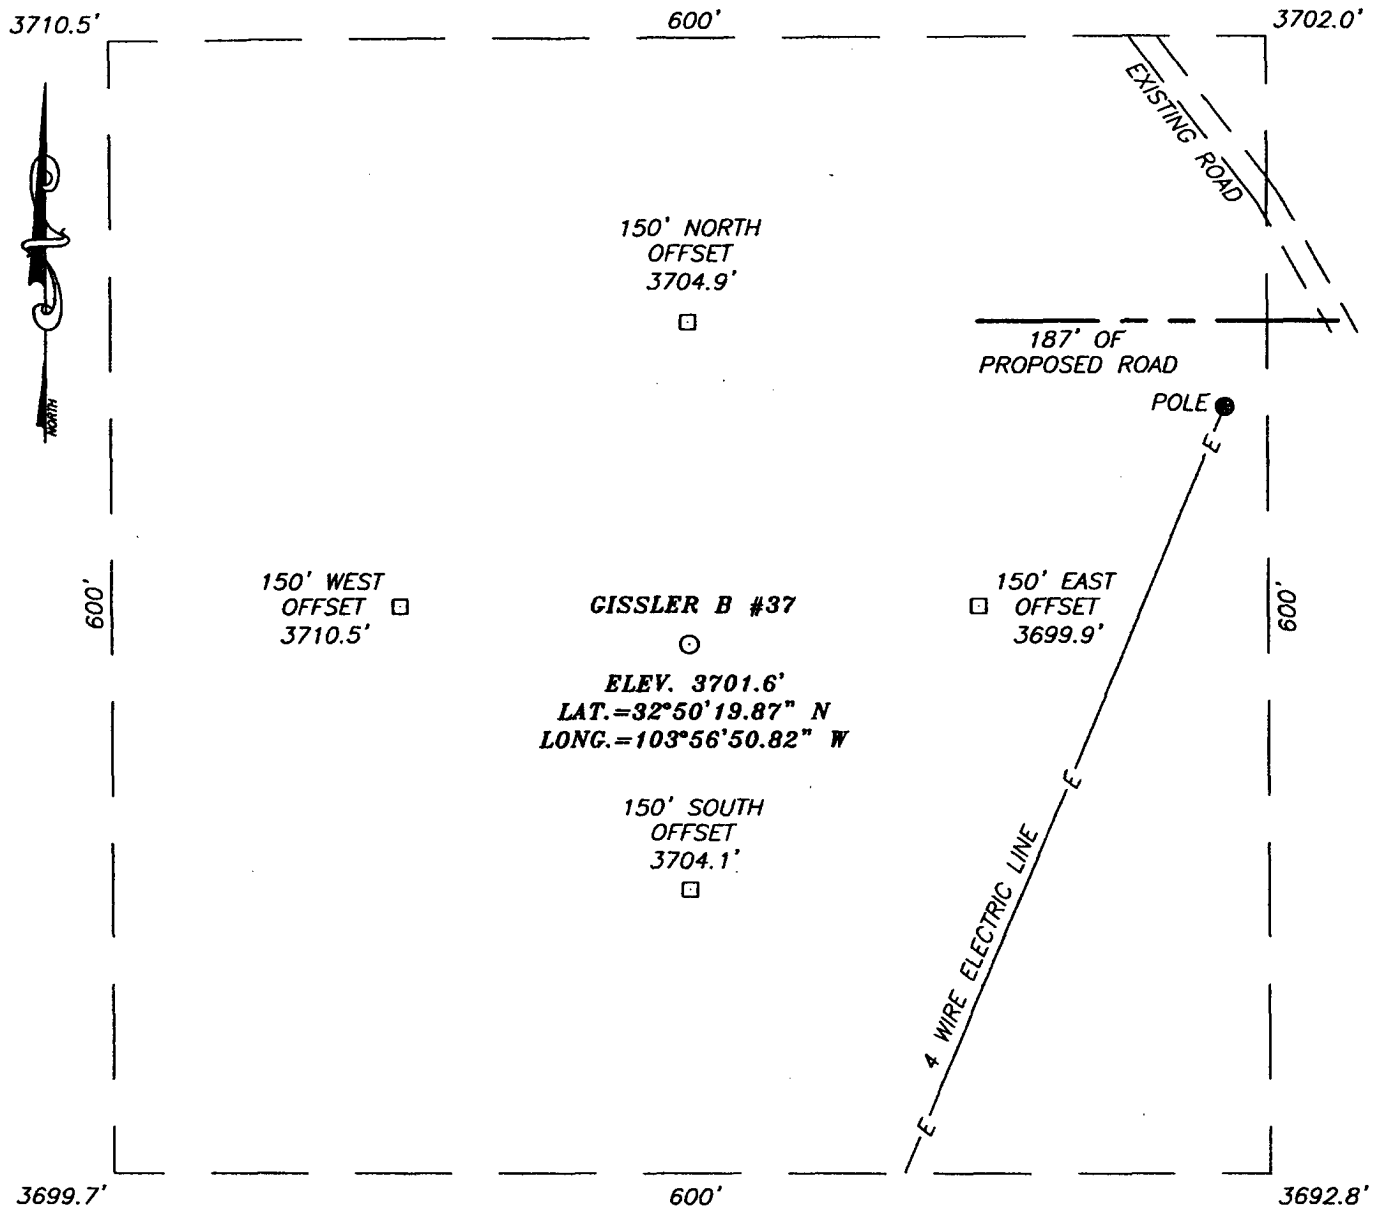 3710.5'
600'
3702.0'
EXISTING ROAD
NORTH
150' NORTH
OFFSET
3704.9'
187' OF
PROPOSED ROAD
POLE
E
600'
150' WEST
OFFSET
3710.5'
GISSLER B #37
150' EAST
OFFSET
3699.9'
600'
ELEV. 3701.6'
LAT.=32°50'19.87" N
LONG.=103°56'50.82" W
E
150' SOUTH
OFFSET
3704.1'
4 WIRE ELECTRIC LINE
E
3699.7'
600'
3692.8'